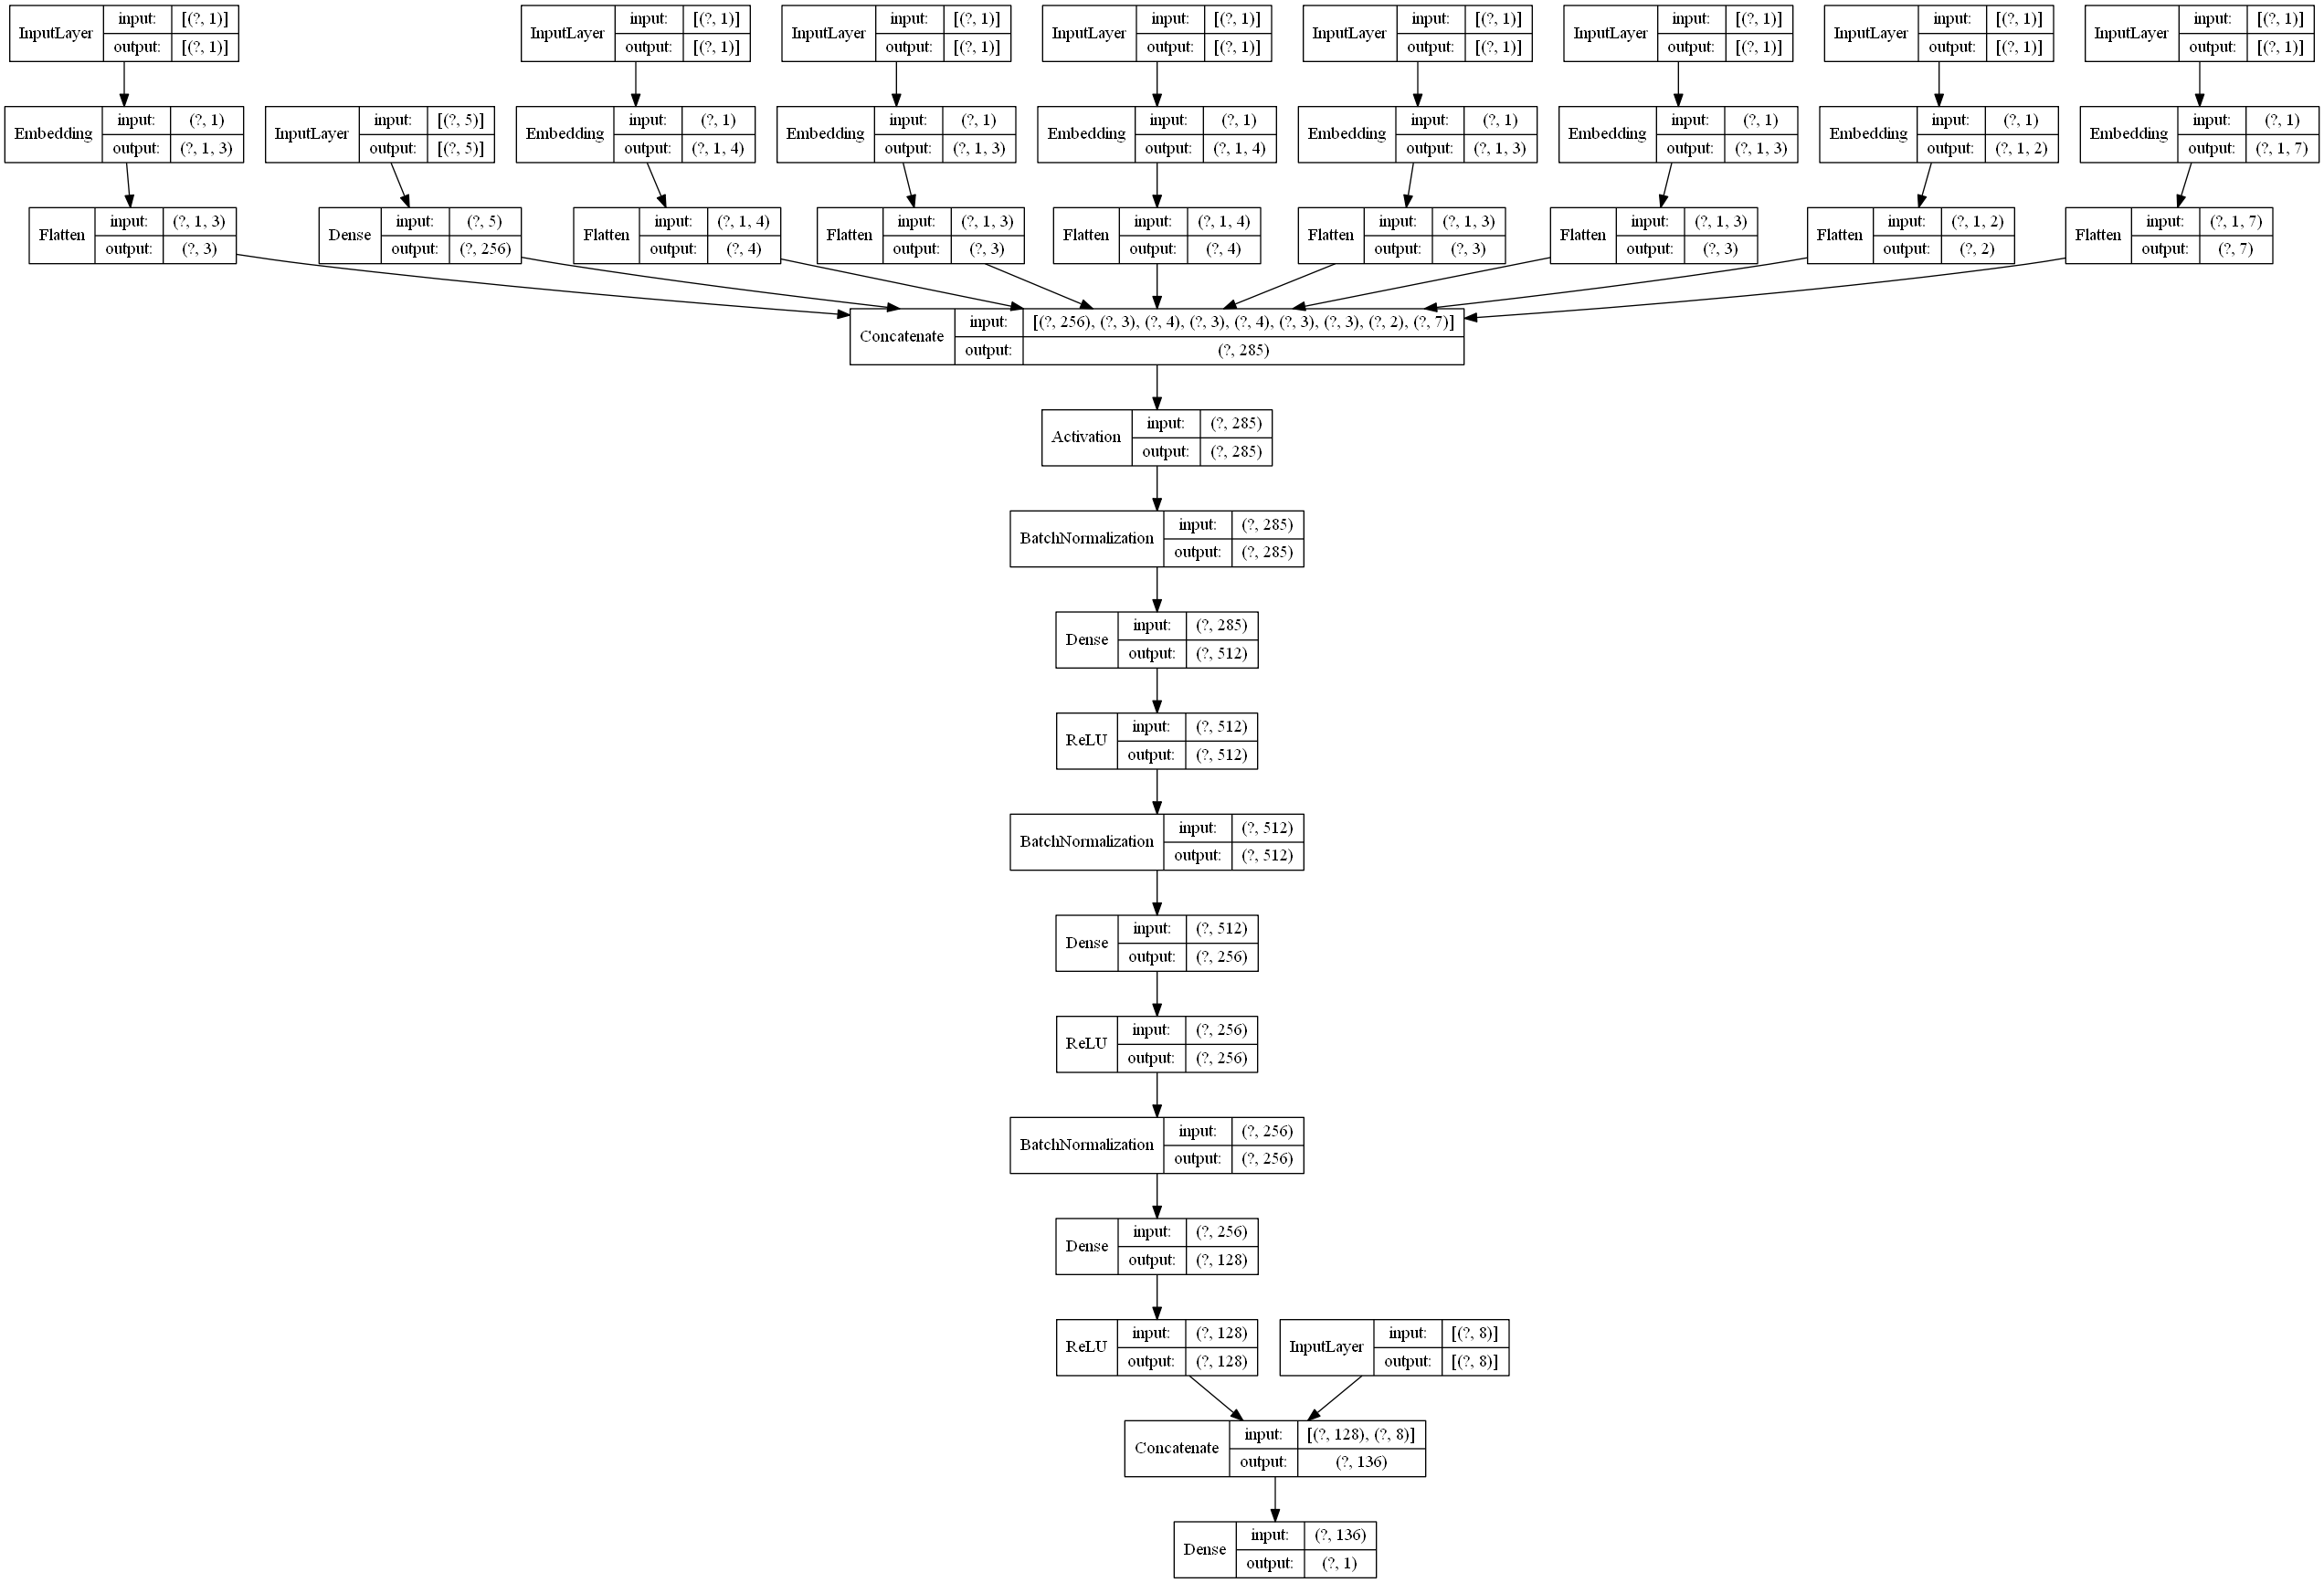 InputLayer input: [(?, 1)] output: [(?, 1)]
InputLayer input: [(?, 1)] output: [(?, 1)]
InputLayer input: [(?, 1)] output: [(?, 1)]
InputLayer input: [(?, 1)] output: [(?, 1)]
InputLayer input: [(?, 1)] output: [(?, 1)]
InputLayer input: [(?, 1)] output: [(?, 1)]
InputLayer input: [(?, 1)] output: [(?, 1)]
InputLayer input: [(?, 1)] output: [(?, 1)]
Embedding input: (?, 1) output: (?, 1, 3)
InputLayer input: [(?, 5)] output: [(?, 5)]
Embedding input: (?, 1) output: (?, 1, 4)
Embedding input: (?, 1) output: (?, 1, 3)
Embedding input: (?, 1) output: (?, 1, 4)
Embedding input: (?, 1) output: (?, 1, 3)
Embedding input: (?, 1) output: (?, 1, 3)
Embedding input: (?, 1) output: (?, 1, 2)
Embedding input: (?, 1) output: (?, 1, 7)
Flatten input: (?, 1, 3) output: (?, 3)
Dense input: (?, 5) output: (?, 256)
Flatten input: (?, 1, 4) output: (?, 4)
Flatten input: (?, 1, 3) output: (?, 3)
Flatten input: (?, 1, 4) output: (?, 4)
Flatten input: (?, 1, 3) output: (?, 3)
Flatten input: (?, 1, 3) output: (?, 3)
Flatten input: (?, 1, 2) output: (?, 2)
Flatten input: (?, 1, 7) output: (?, 7)
Concatenate input: [(?, 256), (?, 3), (?, 4), (?, 3), (?, 4), (?, 3), (?, 3), (?, 2), (?, 7)] output: (?, 285)
Activation input: (?, 285) output: (?, 285)
BatchNormalization input: (?, 285) output: (?, 285)
Dense input: (?, 285) output: (?, 512)
ReLU input: (?, 512) output: (?, 512)
BatchNormalization input: (?, 512) output: (?, 512)
Dense input: (?, 512) output: (?, 256)
ReLU input: (?, 256) output: (?, 256)
BatchNormalization input: (?, 256) output: (?, 256)
Dense input: (?, 256) output: (?, 128)
ReLU input: (?, 128) output: (?, 128)
InputLayer input: [(?, 8)] output: [(?, 8)]
Concatenate input: [(?, 128), (?, 8)] output: (?, 136)
Dense input: (?, 136) output: (?, 1)